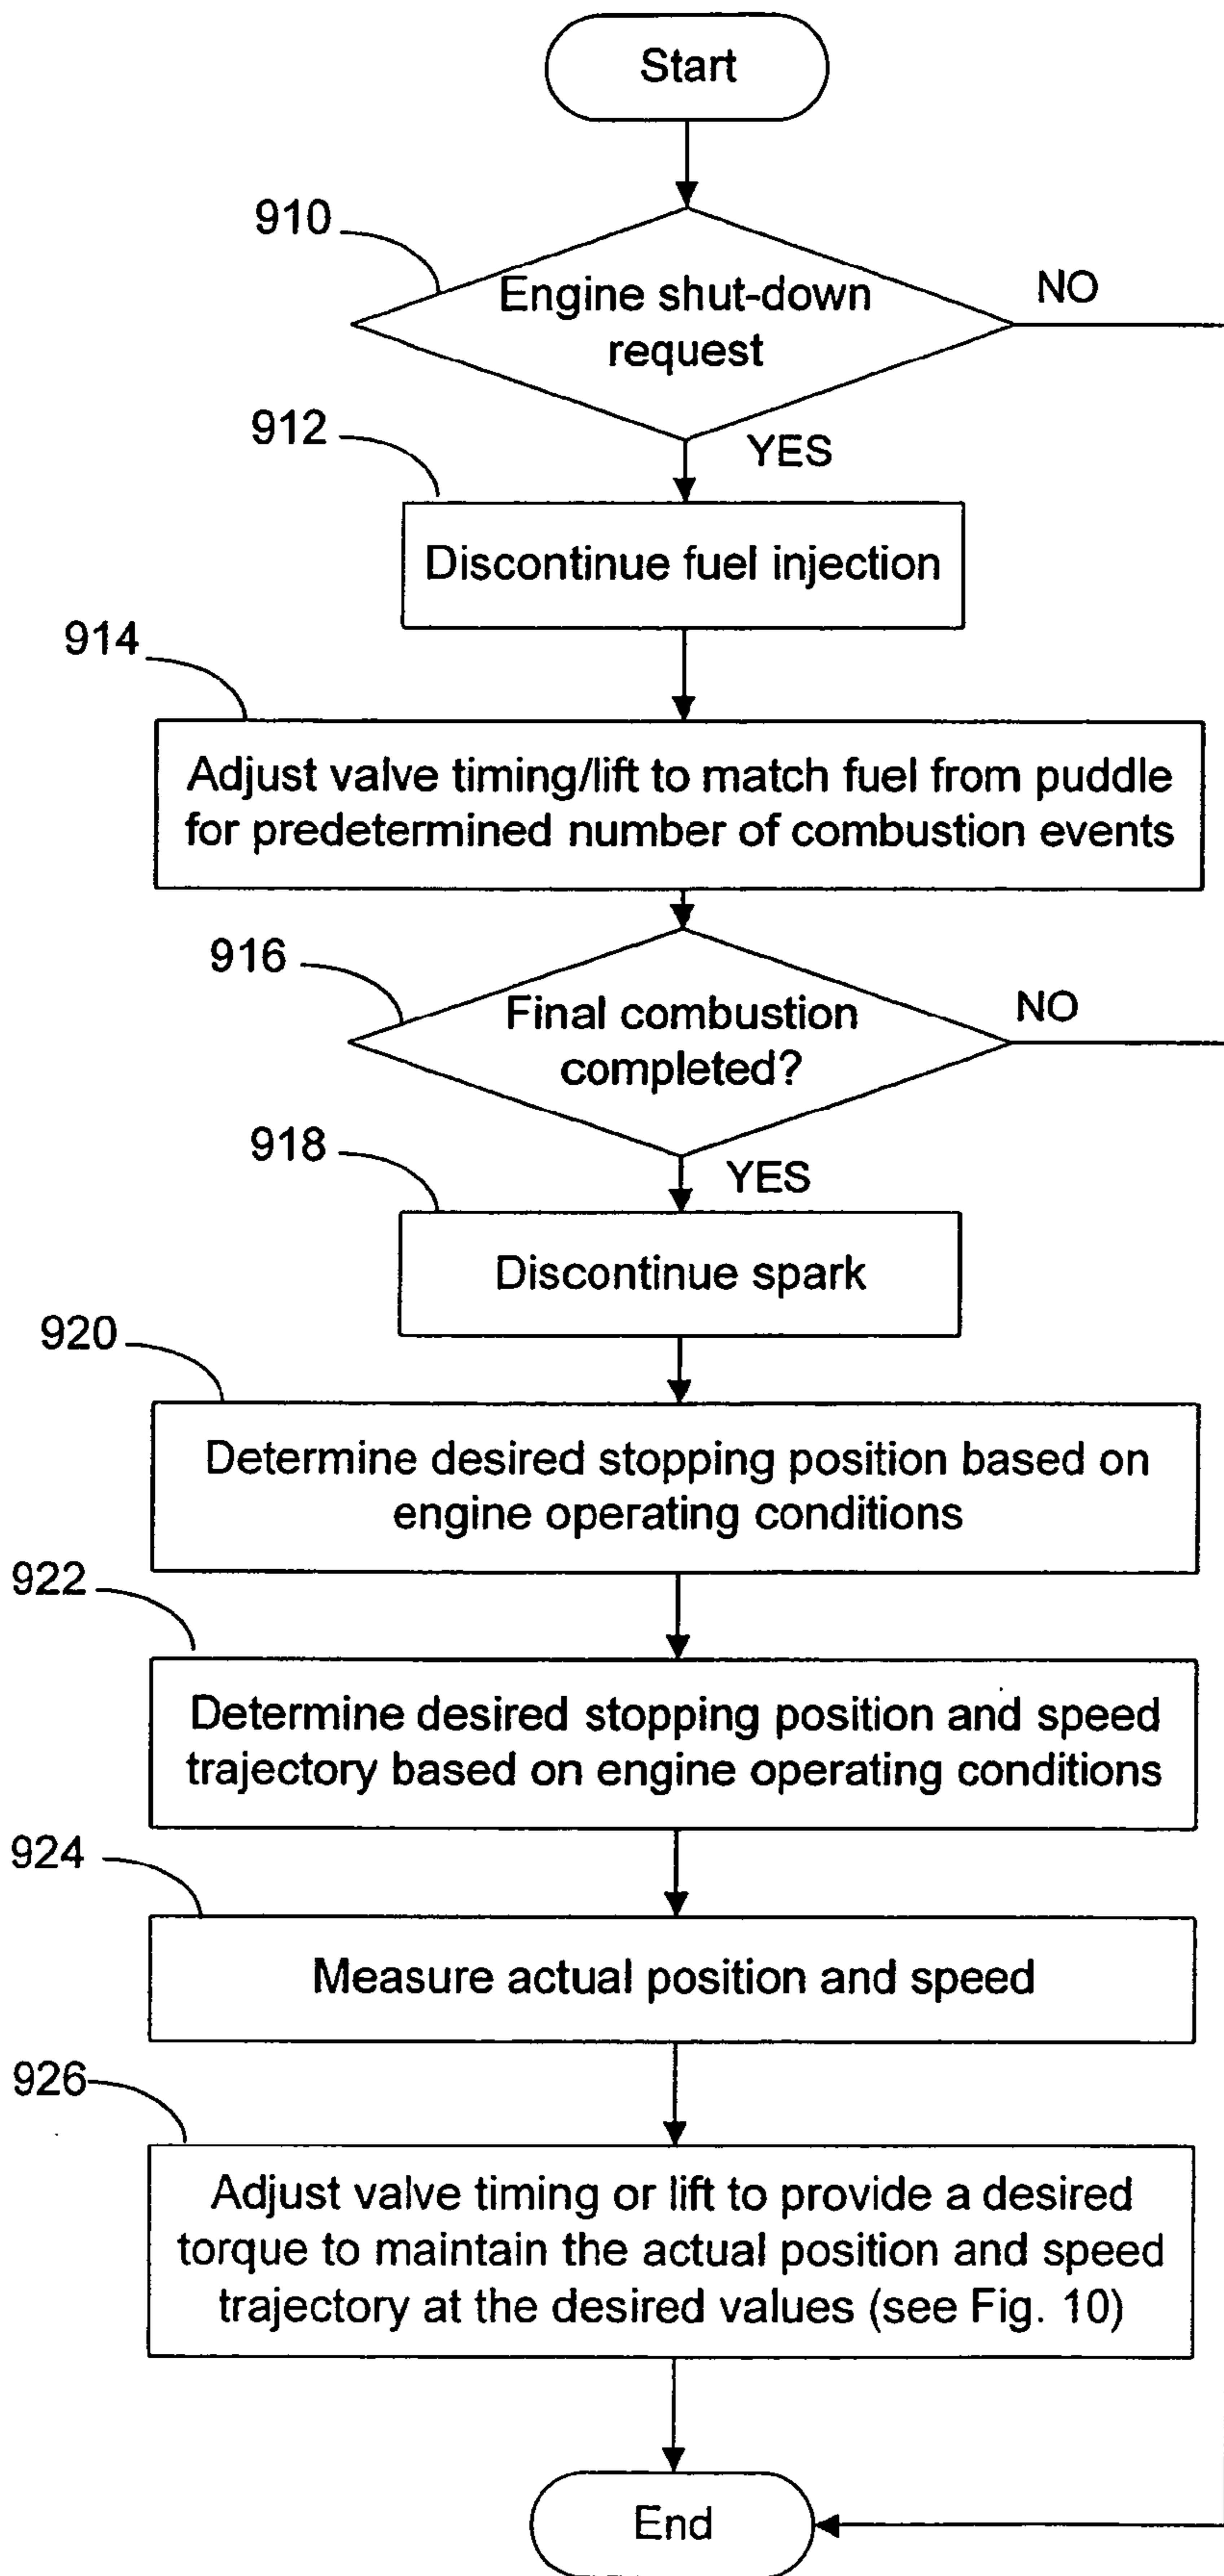 Start
910
Engine shut-down
request
NO
YES
912
Discontinue fuel injection
914
Adjust valve timing/lift to match fuel from puddle
for predetermined number of combustion events
916
Final combustion
completed?
NO
YES
918
Discontinue spark
920
Determine desired stopping position based on
engine operating conditions
922
Determine desired stopping position and speed
trajectory based on engine operating conditions
924
Measure actual position and speed
926
Adjust valve timing or lift to provide a desired
torque to maintain the actual position and speed
trajectory at the desired values (see Fig. 10)
End